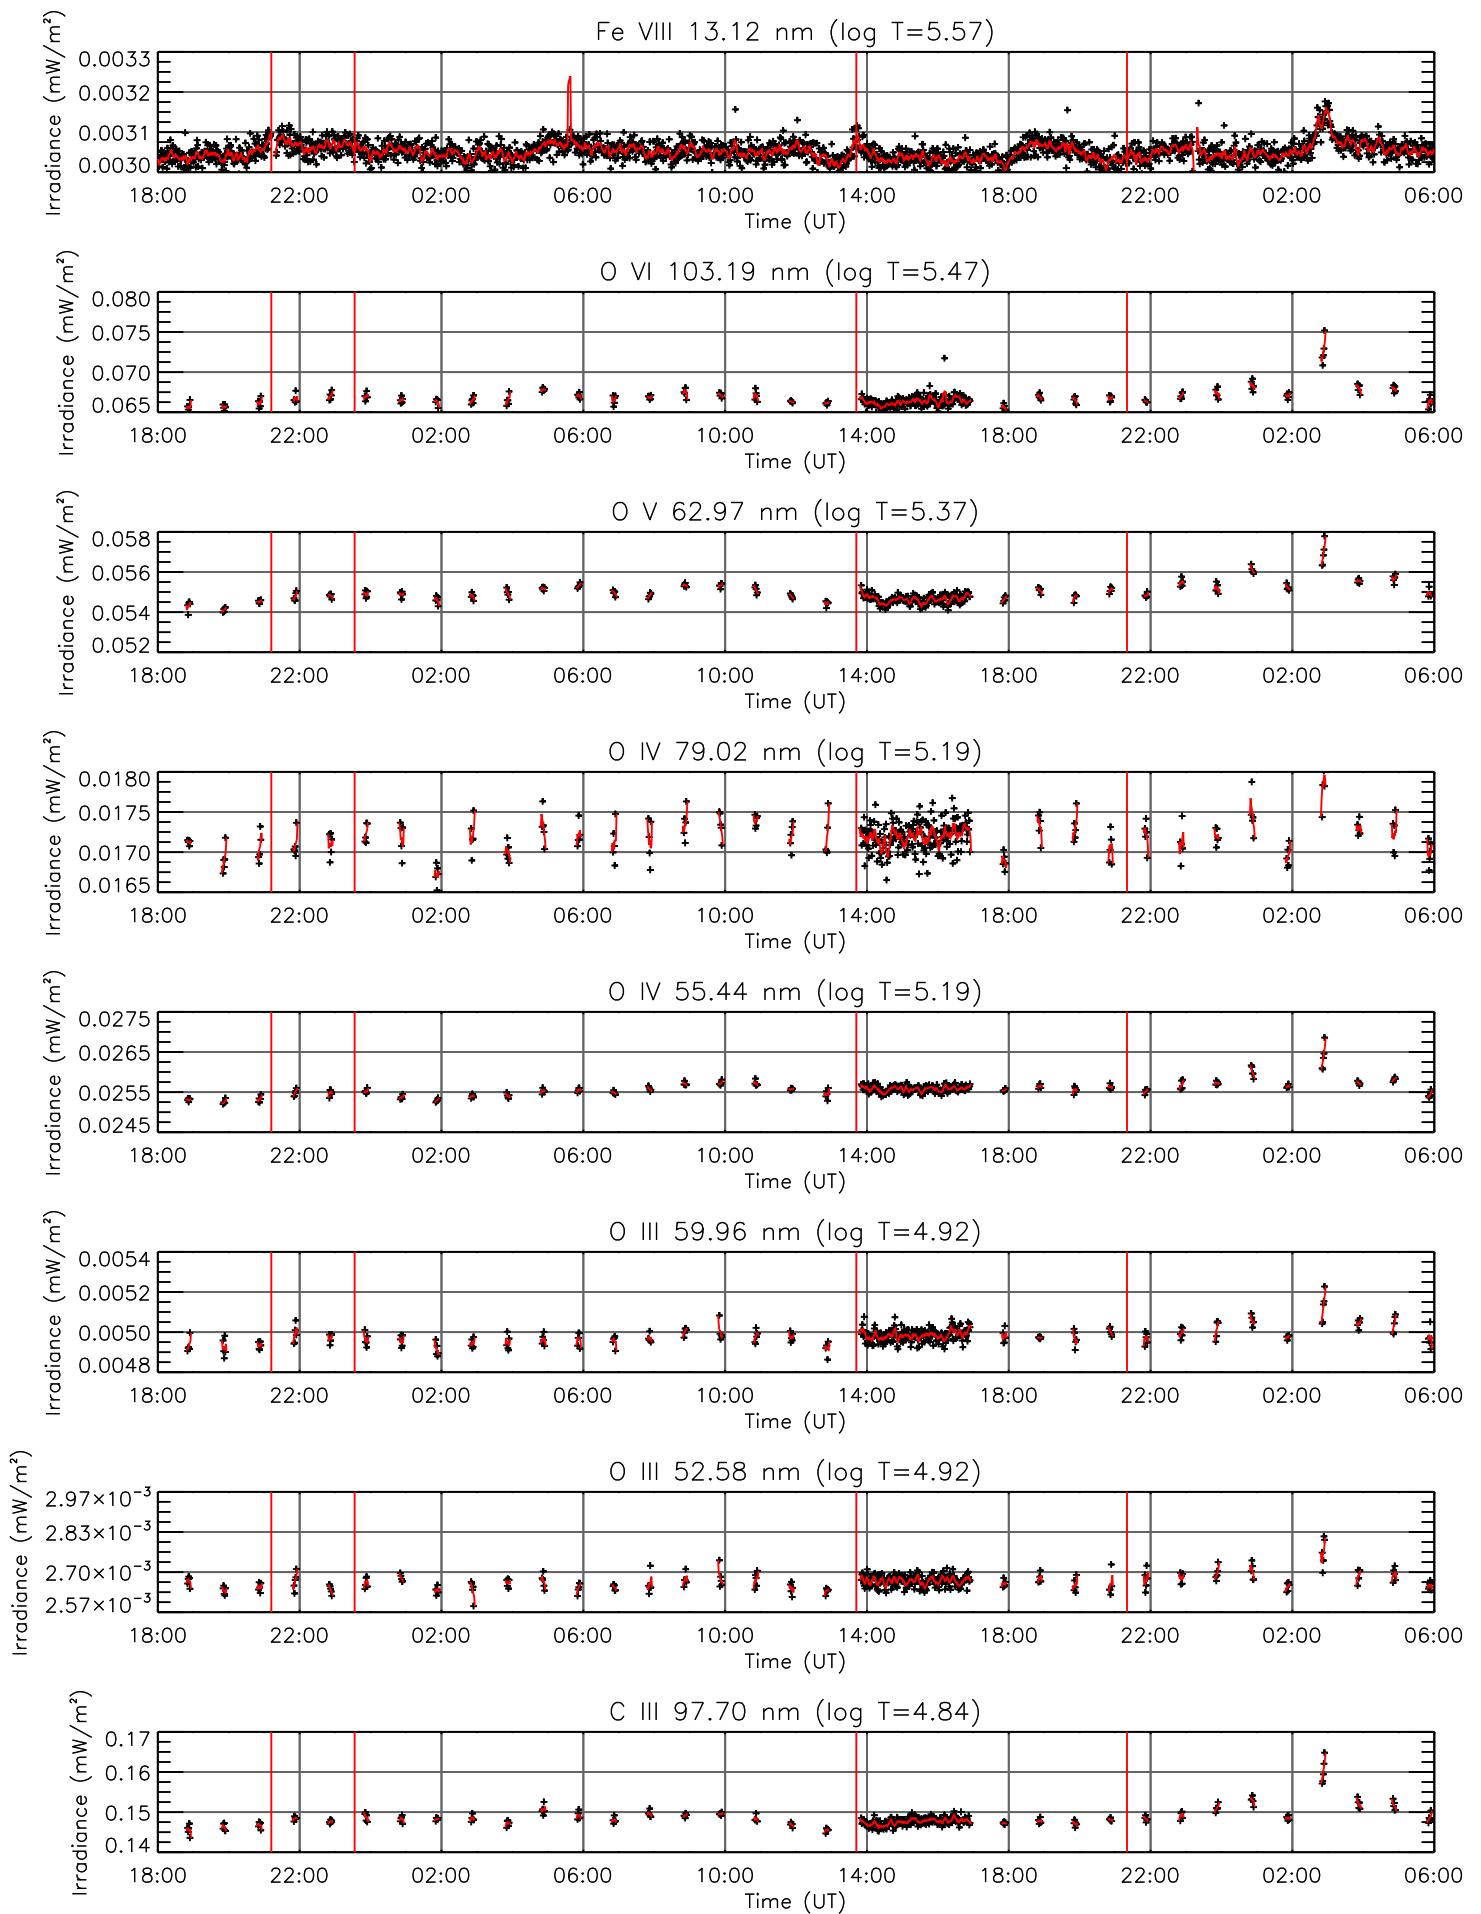 Fe VIII 13.12 nm (log T=5.57)
Irradiance (mW/m²)
0.0033
0.0032
0.0031
0.0030
18:00 22:00 02:00 06:00 10:00 14:00 18:00 22:00 02:00 06:00
Time (UT)
O VI 103.19 nm (log T=5.47)
Irradiance (mW/m²)
0.080
0.075
0.070
0.065
18:00 22:00 02:00 06:00 10:00 14:00 18:00 22:00 02:00 06:00
Time (UT)
O V 62.97 nm (log T=5.37)
Irradiance (mW/m²)
0.058
0.056
0.054
0.052
18:00 22:00 02:00 06:00 10:00 14:00 18:00 22:00 02:00 06:00
Time (UT)
O IV 79.02 nm (log T=5.19)
Irradiance (mW/m²)
0.0180
0.0175
0.0170
0.0165
18:00 22:00 02:00 06:00 10:00 14:00 18:00 22:00 02:00 06:00
Time (UT)
O IV 55.44 nm (log T=5.19)
Irradiance (mW/m²)
0.0275
0.0265
0.0255
0.0245
18:00 22:00 02:00 06:00 10:00 14:00 18:00 22:00 02:00 06:00
Time (UT)
O III 59.96 nm (log T=4.92)
Irradiance (mW/m²)
0.0054
0.0052
0.0050
0.0048
18:00 22:00 02:00 06:00 10:00 14:00 18:00 22:00 02:00 06:00
Time (UT)
O III 52.58 nm (log T=4.92)
Irradiance (mW/m²)
2.97×10⁻³
2.83×10⁻³
2.70×10⁻³
2.57×10⁻³
18:00 22:00 02:00 06:00 10:00 14:00 18:00 22:00 02:00 06:00
Time (UT)
C III 97.70 nm (log T=4.84)
Irradiance (mW/m²)
0.17
0.16
0.15
0.14
18:00 22:00 02:00 06:00 10:00 14:00 18:00 22:00 02:00 06:00
Time (UT)